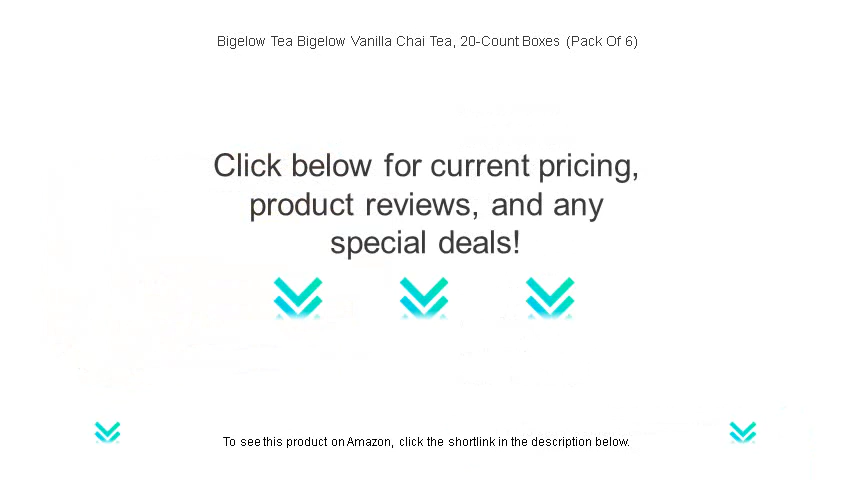 Bigelow Tea Bigelow Vanilla Chai Tea, 20-Count Boxes (Pack Of 6)
Click below for current pricing,
product reviews, and any
special deals!
To see this product on Amazon, click the shortlink in the description below.